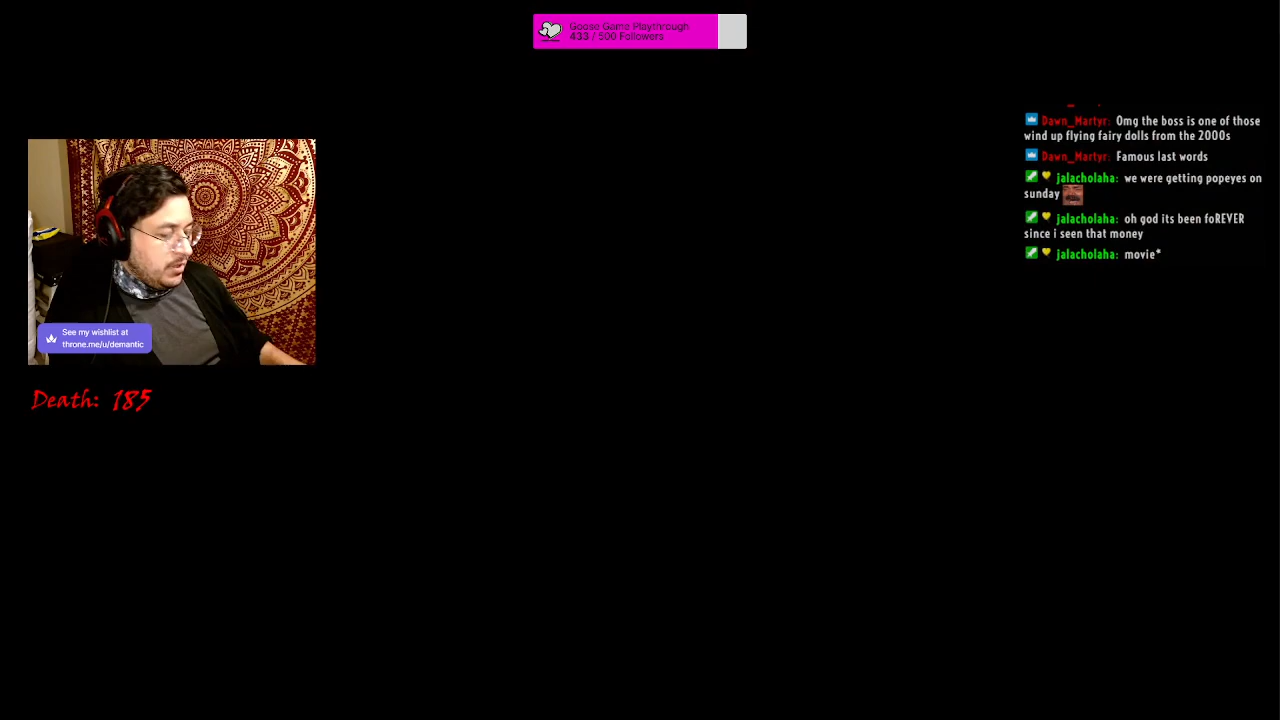 Goose Game Playthrough
433 / 500 Followers
Dawn_Martyr: Omg the boss is one of those
wind up flying fairy dolls from the 2000s
Dawn_Martyr: Famous last words
jalacholaha: we were getting popeyes on
sunday
jalacholaha: oh god its been foREVER
since i seen that money
jalacholaha: movie*
See my wishlist at
throne.me/u/demantic
Death: 185